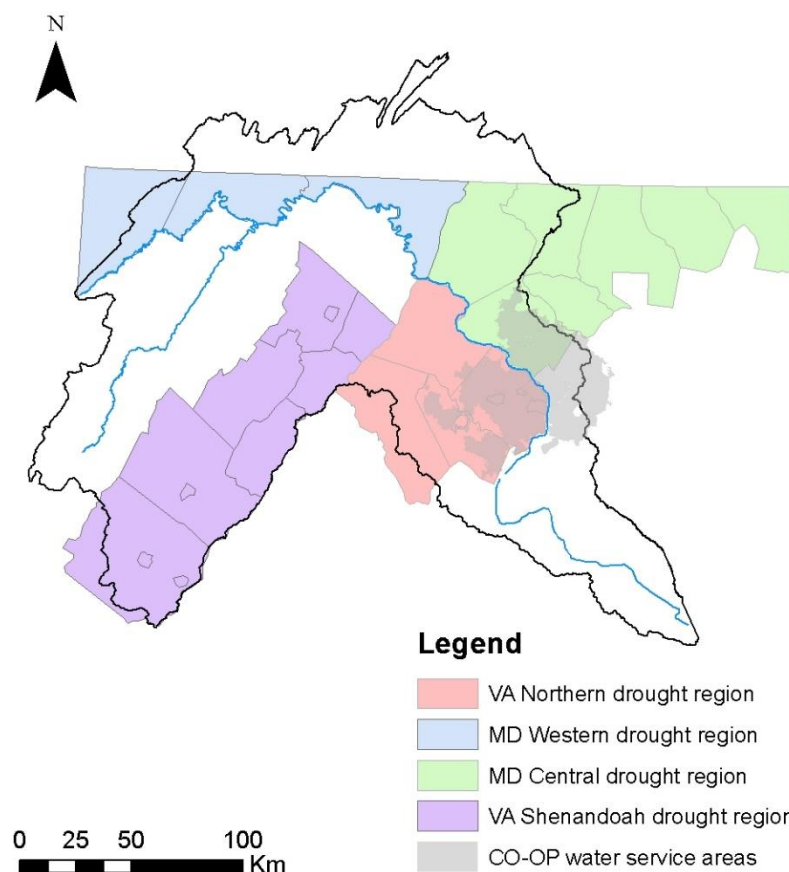 N
Legend
VA Northern drought region
MD Western drought region
MD Central drought region
VA Shenandoah drought region
CO-OP water service areas
0 25 50 100
Km